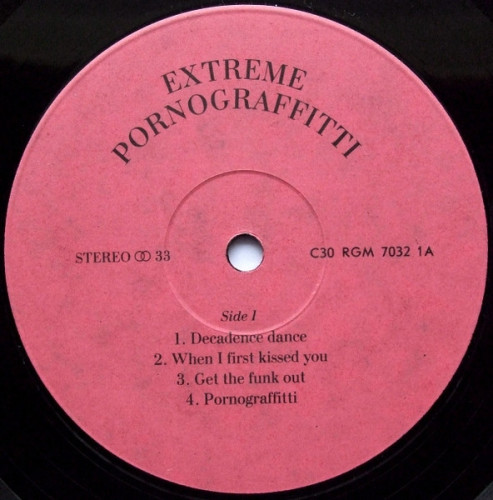 EXTREME
PORNOGRAFFITTI
STEREO ↀ 33
C30 RGM 7032 1A
Side I
1. Decadence dance
2. When I first kissed you
3. Get the funk out
4. Pornograffitti